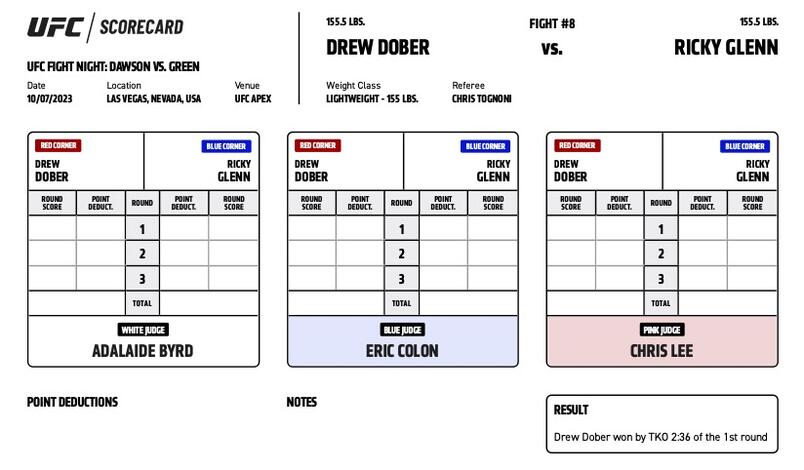 UFC / SCORECARD
UFC FIGHT NIGHT: DAWSON VS. GREEN
Date Location Venue
10/07/2023 LAS VEGAS, NEVADA, USA UFC APEX
155.5 LBS. FIGHT #8 155.5 LBS.
DREW DOBER VS. RICKY GLENN
Weight Class Referee
LIGHTWEIGHT - 155 LBS. CHRIS TOGNONI
RED CORNER BLUE CORNER
DREW RICKY
DOBER GLENN
ROUND POINT ROUND POINT ROUND
SCORE DEDUCT. DEDUCT. SCORE
1
2
3
TOTAL
WHITE JUDGE
ADALAIDE BYRD
RED CORNER BLUE CORNER
DREW RICKY
DOBER GLENN
ROUND POINT ROUND POINT ROUND
SCORE DEDUCT. DEDUCT. SCORE
1
2
3
TOTAL
BLUE JUDGE
ERIC COLON
RED CORNER BLUE CORNER
DREW RICKY
DOBER GLENN
ROUND POINT ROUND POINT ROUND
SCORE DEDUCT. DEDUCT. SCORE
1
2
3
TOTAL
PINK JUDGE
CHRIS LEE
POINT DEDUCTIONS
NOTES
RESULT
Drew Dober won by TKO 2:36 of the 1st round